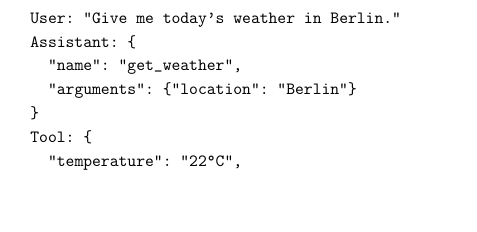 User: "Give me today's weather in Berlin."
Assistant: {
  "name": "get_weather",
  "arguments": {"location": "Berlin"}
}
Tool: {
  "temperature": "22°C",